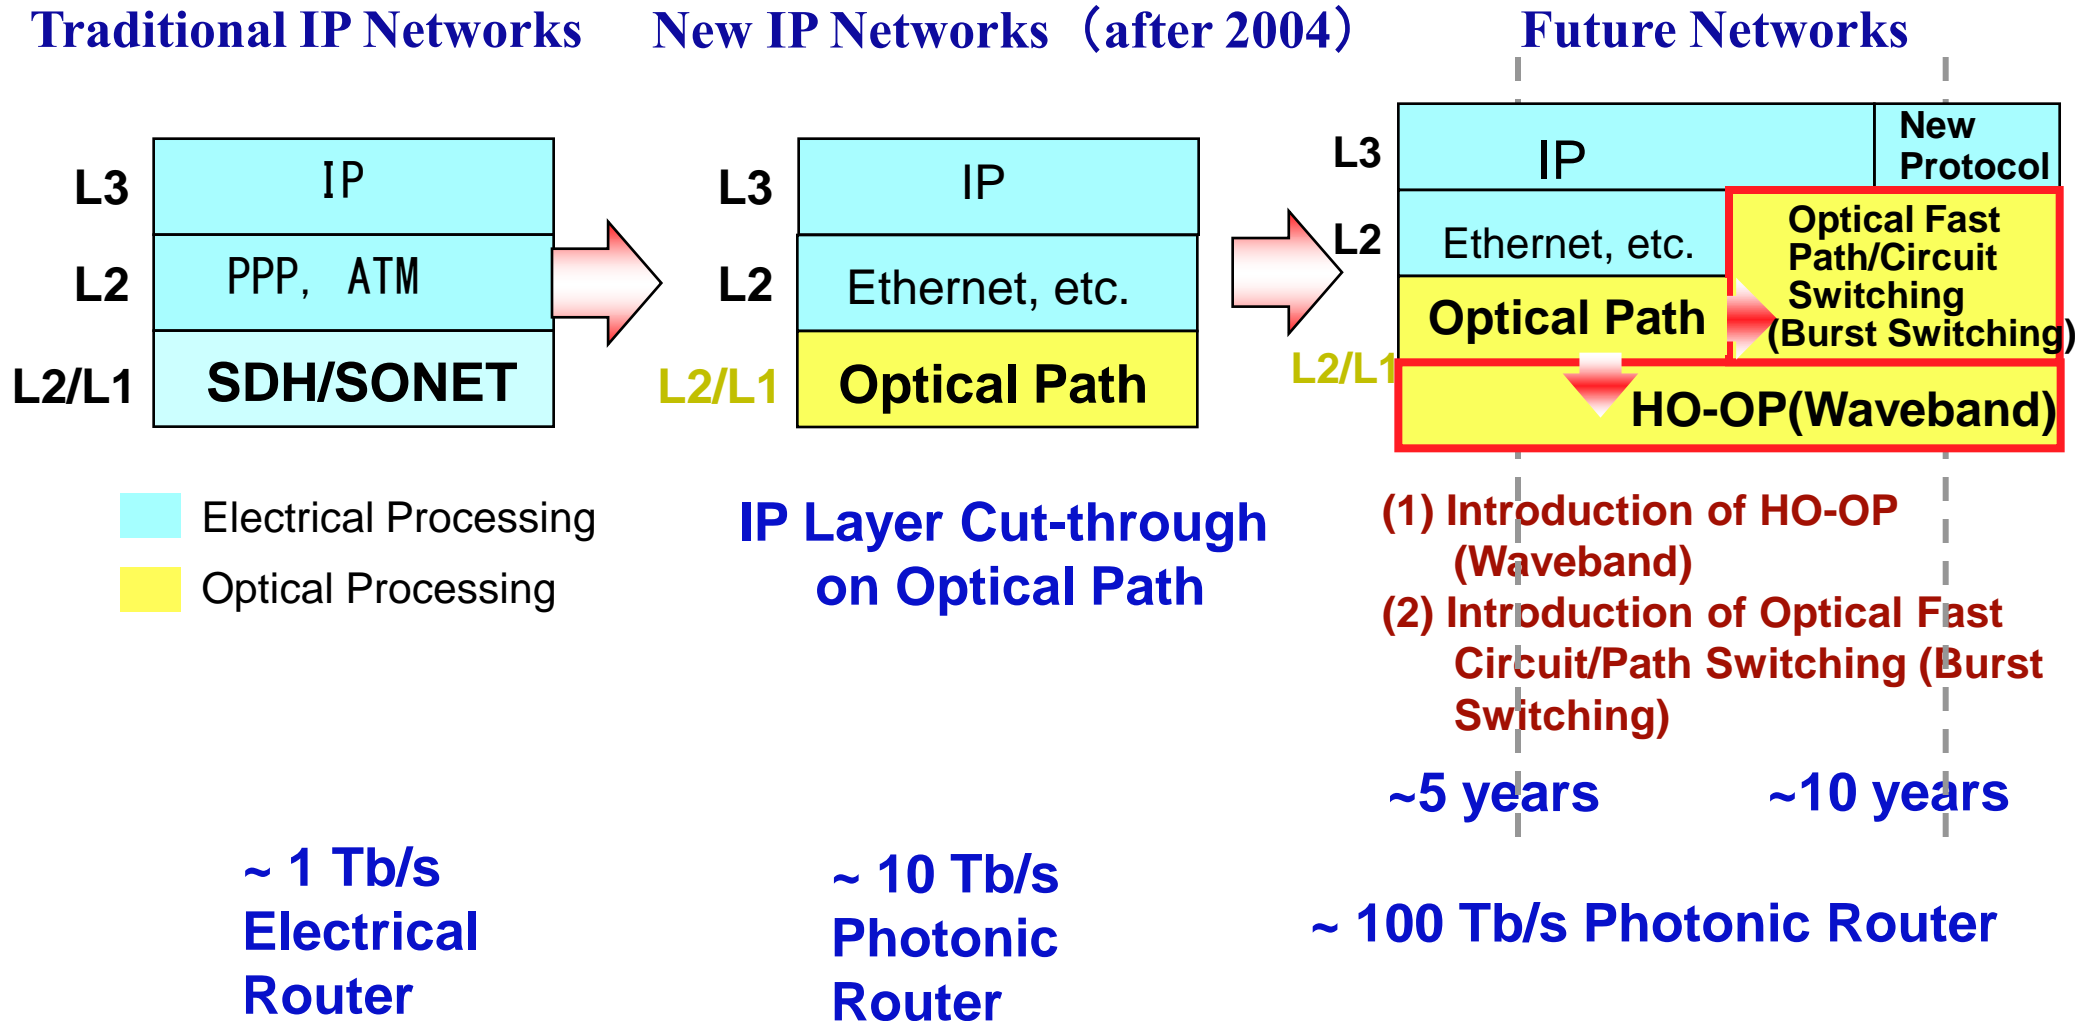 Traditional IP Networks
New IP Networks（after 2004）
Future Networks
L3
IP
L2
PPP, ATM
L2/L1
SDH/SONET
Electrical Processing
Optical Processing
~ 1 Tb/s
Electrical
Router
L3
IP
L2
Ethernet, etc.
L2/L1
Optical Path
IP Layer Cut-through
on Optical Path
~ 10 Tb/s
Photonic
Router
L3
IP
New
Protocol
L2
Ethernet, etc.
Optical Fast
Path/Circuit
Switching
(Burst Switching)
Optical Path
L2/L1
HO-OP(Waveband)
(1) Introduction of HO-OP
(Waveband)
(2) Introduction of Optical Fast
Circuit/Path Switching (Burst
Switching)
~5 years
~10 years
~ 100 Tb/s Photonic Router